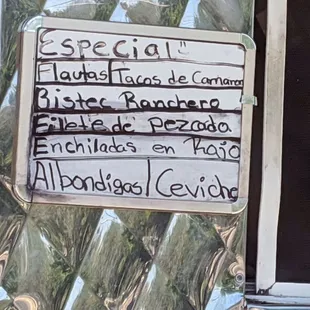 Especial"
Flautas | Tacos de Camaron
Bistec Ranchero
Filete de Pezcado
Enchiladas en Rojo
Albondigas | Ceviche